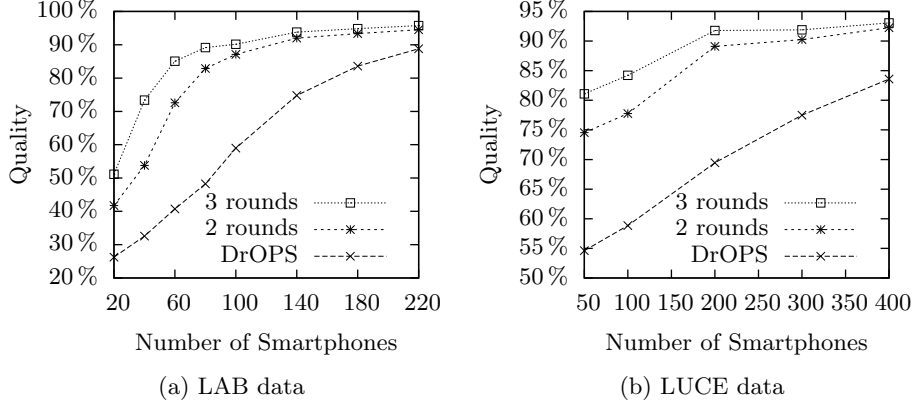 100 %
90 %
80 %
70 %
60 %
50 %
40 %
30 %
20 %
Quality
3 rounds
2 rounds
DrOPS
20 60 100 140 180 220
Number of Smartphones
(a) LAB data
95 %
90 %
85 %
80 %
75 %
70 %
65 %
60 %
55 %
50 %
Quality
3 rounds
2 rounds
DrOPS
50 100 150 200 250 300 350 400
Number of Smartphones
(b) LUCE data